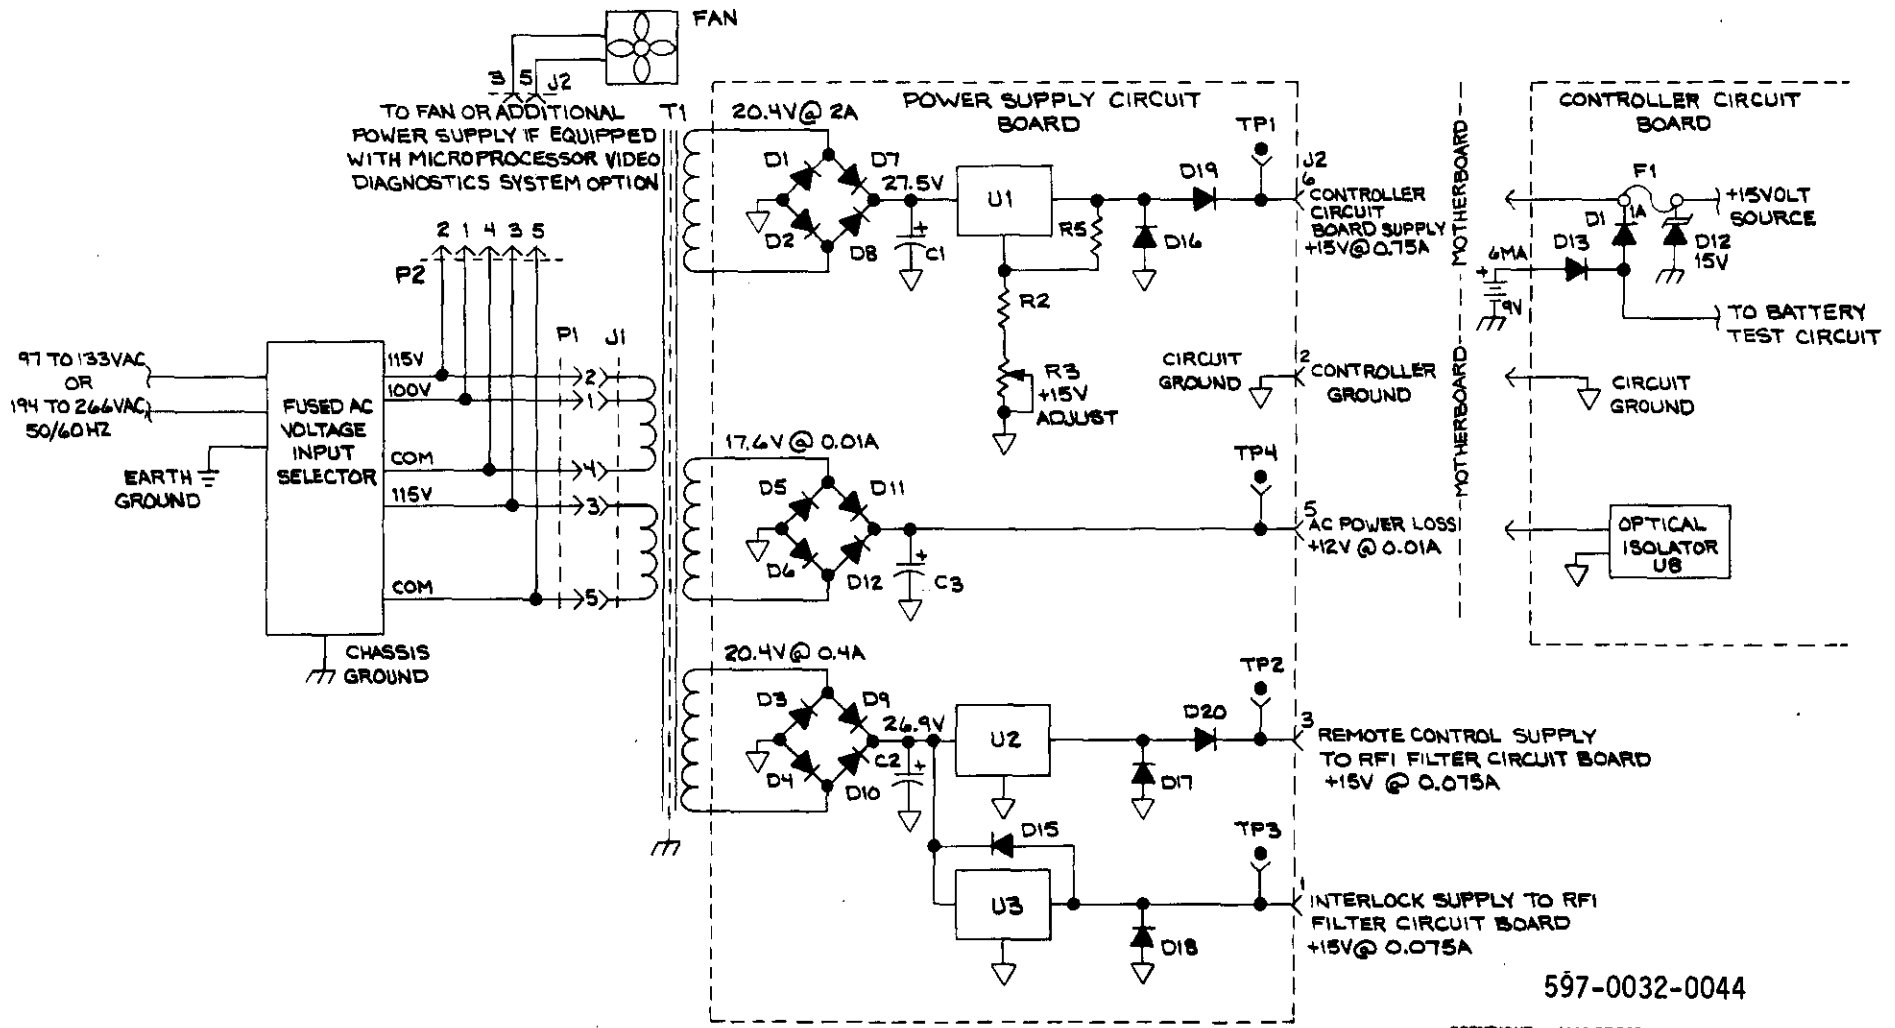 FAN
3 5 J2
TO FAN OR ADDITIONAL
POWER SUPPLY IF EQUIPPED
WITH MICROPROCESSOR VIDEO
DIAGNOSTICS SYSTEM OPTION
T1
2 1 4 3 5
P2
P1 J1
97 TO 133VAC
OR
194 TO 266VAC
50/60HZ
EARTH
GROUND
FUSED AC
VOLTAGE
INPUT
SELECTOR
115V
100V
COM
115V
COM
2
1
4
3
5
CHASSIS
GROUND
POWER SUPPLY CIRCUIT
BOARD
20.4V@ 2A
D1
D7
D2
D8
27.5V
+
C1
U1
R5
D16
D19
TP1
R2
R3
+15V
ADJUST
J2
6
CONTROLLER
CIRCUIT
BOARD SUPPLY
+15V@0.75A
CIRCUIT
GROUND
2
CONTROLLER
GROUND
17.6V @ 0.01A
D5
D11
D6
D12
+
C3
TP4
5
AC POWER LOSS
+12V @ 0.01A
20.4V@ 0.4A
D3
D9
D4
D10
26.9V
C2
+
U2
D17
D20
TP2
3
REMOTE CONTROL SUPPLY
TO RFI FILTER CIRCUIT BOARD
+15V @ 0.075A
D15
U3
D18
TP3
1
INTERLOCK SUPPLY TO RFI
FILTER CIRCUIT BOARD
+15V@ 0.075A
MOTHERBOARD
MOTHERBOARD
CONTROLLER CIRCUIT
BOARD
F1
1A
D1
+15VOLT
SOURCE
D12
15V
D13
6MA
+
9V
TO BATTERY
TEST CIRCUIT
CIRCUIT
GROUND
OPTICAL
ISOLATOR
U8
597-0032-0044